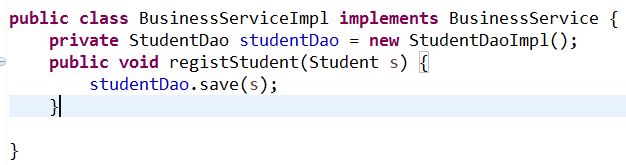 public class BusinessServiceImpl implements BusinessService {
    private StudentDao studentDao = new StudentDaoImpl();
    public void registStudent(Student s) {
        studentDao.save(s);
    }
}